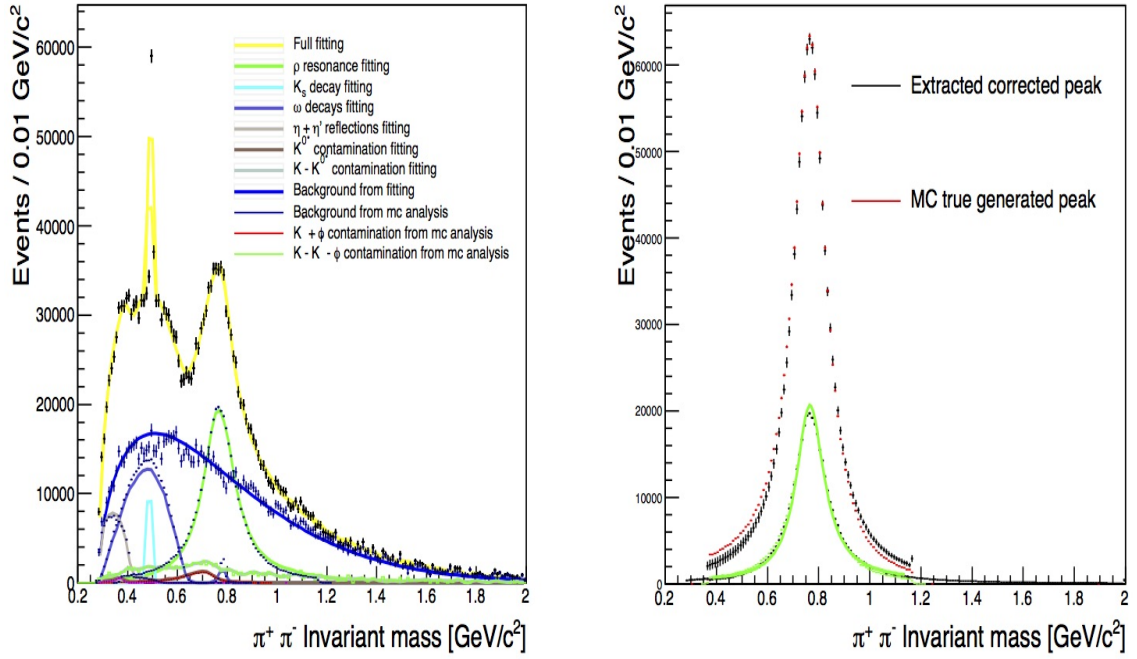 Events / 0.01 GeV/c²
60000
50000
40000
30000
20000
10000
0
0.2 0.4 0.6 0.8 1 1.2 1.4 1.6 1.8 2
π⁺ π⁻ Invariant mass [GeV/c²]
Full fitting
ρ resonance fitting
Kₛ decay fitting
ω decays fitting
η + η' reflections fitting
K⁰* contamination fitting
K - K⁰* contamination fitting
Background from fitting
Background from mc analysis
K + φ contamination from mc analysis
K - K - φ contamination from mc analysis
Events / 0.01 GeV/c²
60000
50000
40000
30000
20000
10000
0
0.2 0.4 0.6 0.8 1 1.2 1.4 1.6 1.8 2
π⁺ π⁻ Invariant mass [GeV/c²]
Extracted corrected peak
MC true generated peak